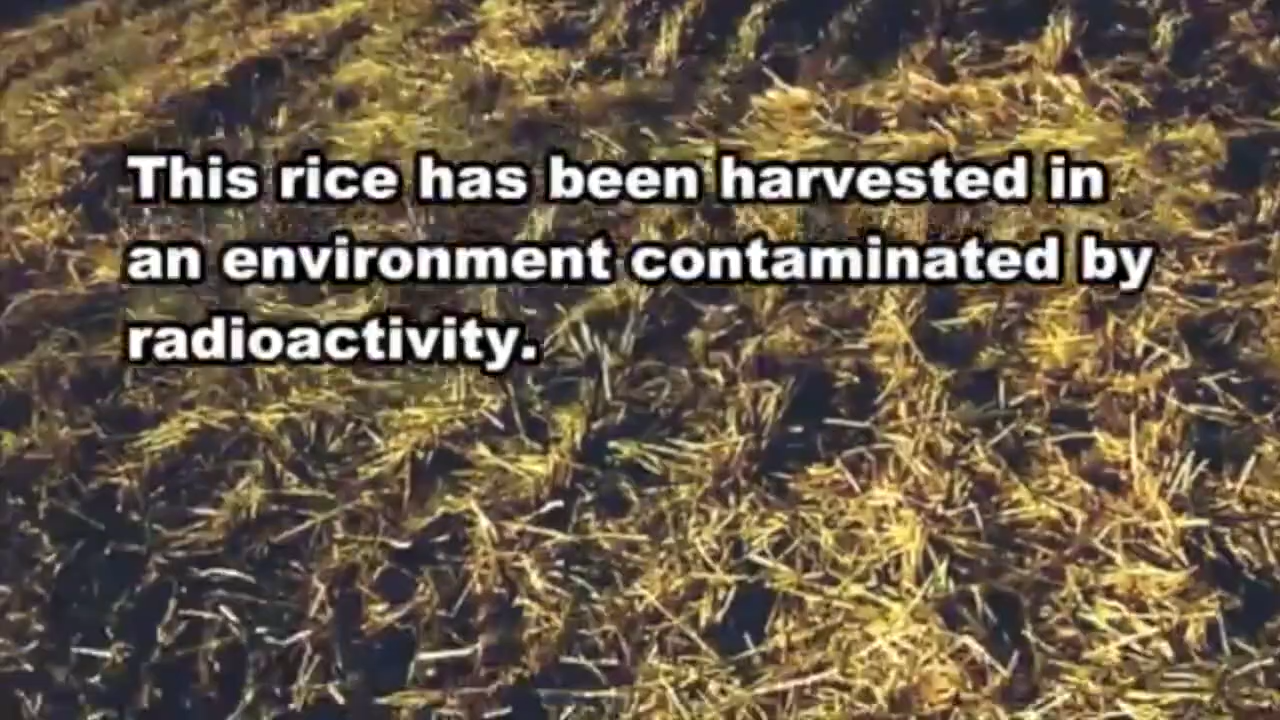 This rice has been harvested in
an environment contaminated by
radioactivity.